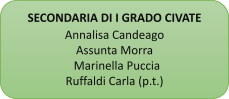 SECONDARIA DI I GRADO CIVATE
Annalisa Candeago
Assunta Morra
Marinella Puccia
Ruffaldi Carla (p.t.)